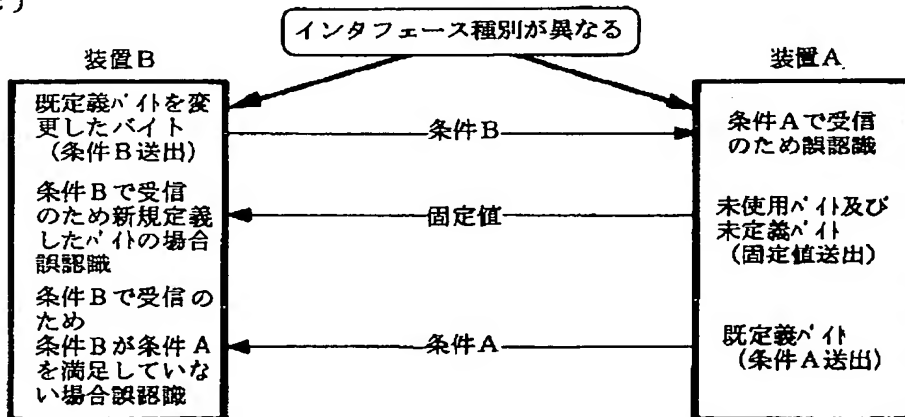 インタフェース種別が異なる
装置B
装置A
既定義バイトを変
更したバイト
(条件B送出)
条件B
条件Aで受信
のため誤認識
条件Bで受信
のため新規定義
したバイトの場合
誤認識
固定値
未使用バイト及び
未定義バイト
(固定値送出)
条件Bで受信の
ため
条件Bが条件A
を満足していな
い場合誤認識
条件A
既定義バイト
(条件A送出)